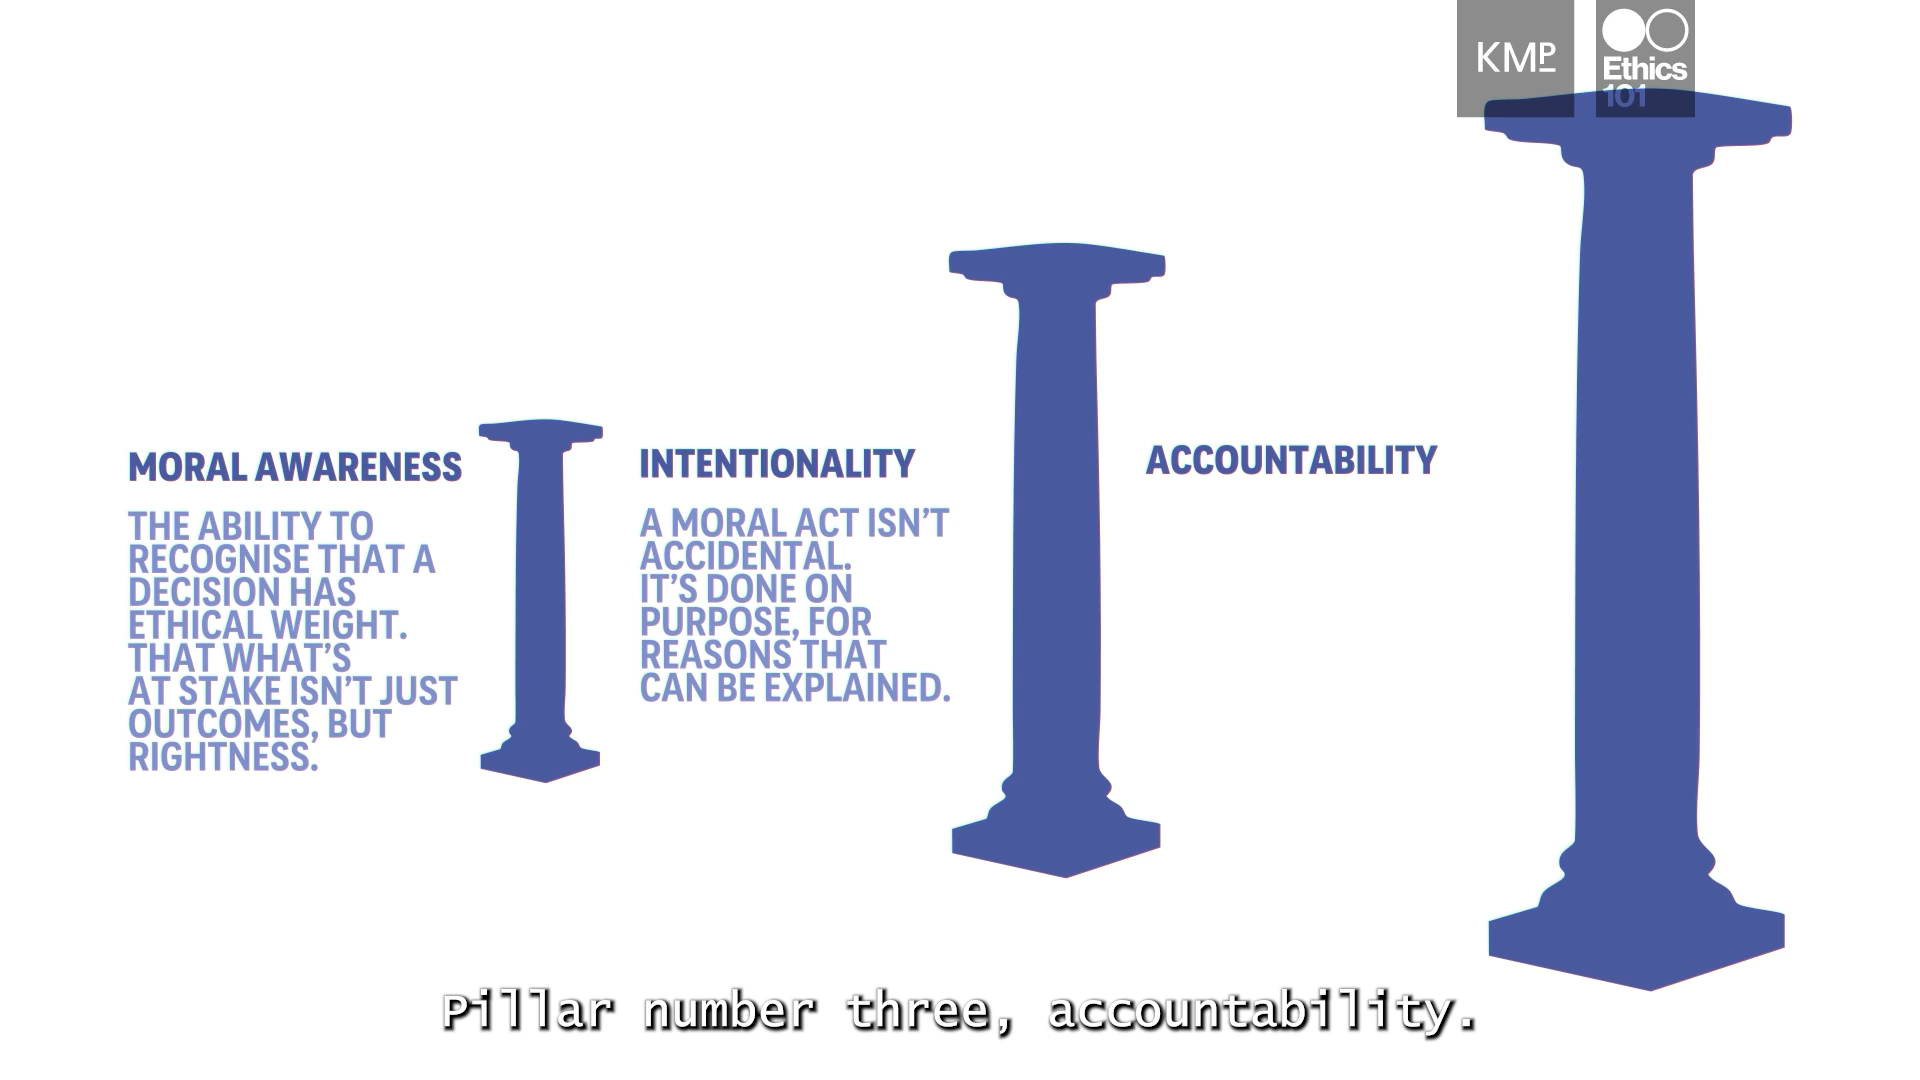 KMP
Ethics
101
MORAL AWARENESS
THE ABILITY TO
RECOGNISE THAT A
DECISION HAS
ETHICAL WEIGHT.
THAT WHAT'S
AT STAKE ISN'T JUST
OUTCOMES, BUT
RIGHTNESS.
INTENTIONALITY
A MORAL ACT ISN'T
ACCIDENTAL.
IT'S DONE ON
PURPOSE, FOR
REASONS THAT
CAN BE EXPLAINED.
ACCOUNTABILITY
Pillar number three, accountability.